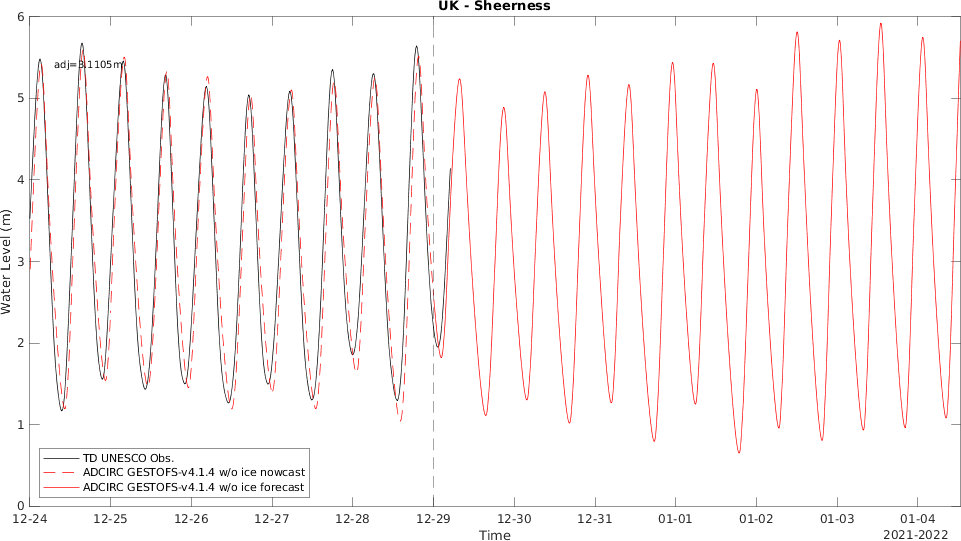 UK - Sheerness
adj=3.1105m
Water Level (m)
6
5
4
3
2
1
0
TD UNESCO Obs.
ADCIRC GESTOFS-v4.1.4 w/o ice nowcast
ADCIRC GESTOFS-v4.1.4 w/o ice forecast
12-24 12-25 12-26 12-27 12-28 12-29 12-30 12-31 01-01 01-02 01-03 01-04
Time
2021-2022